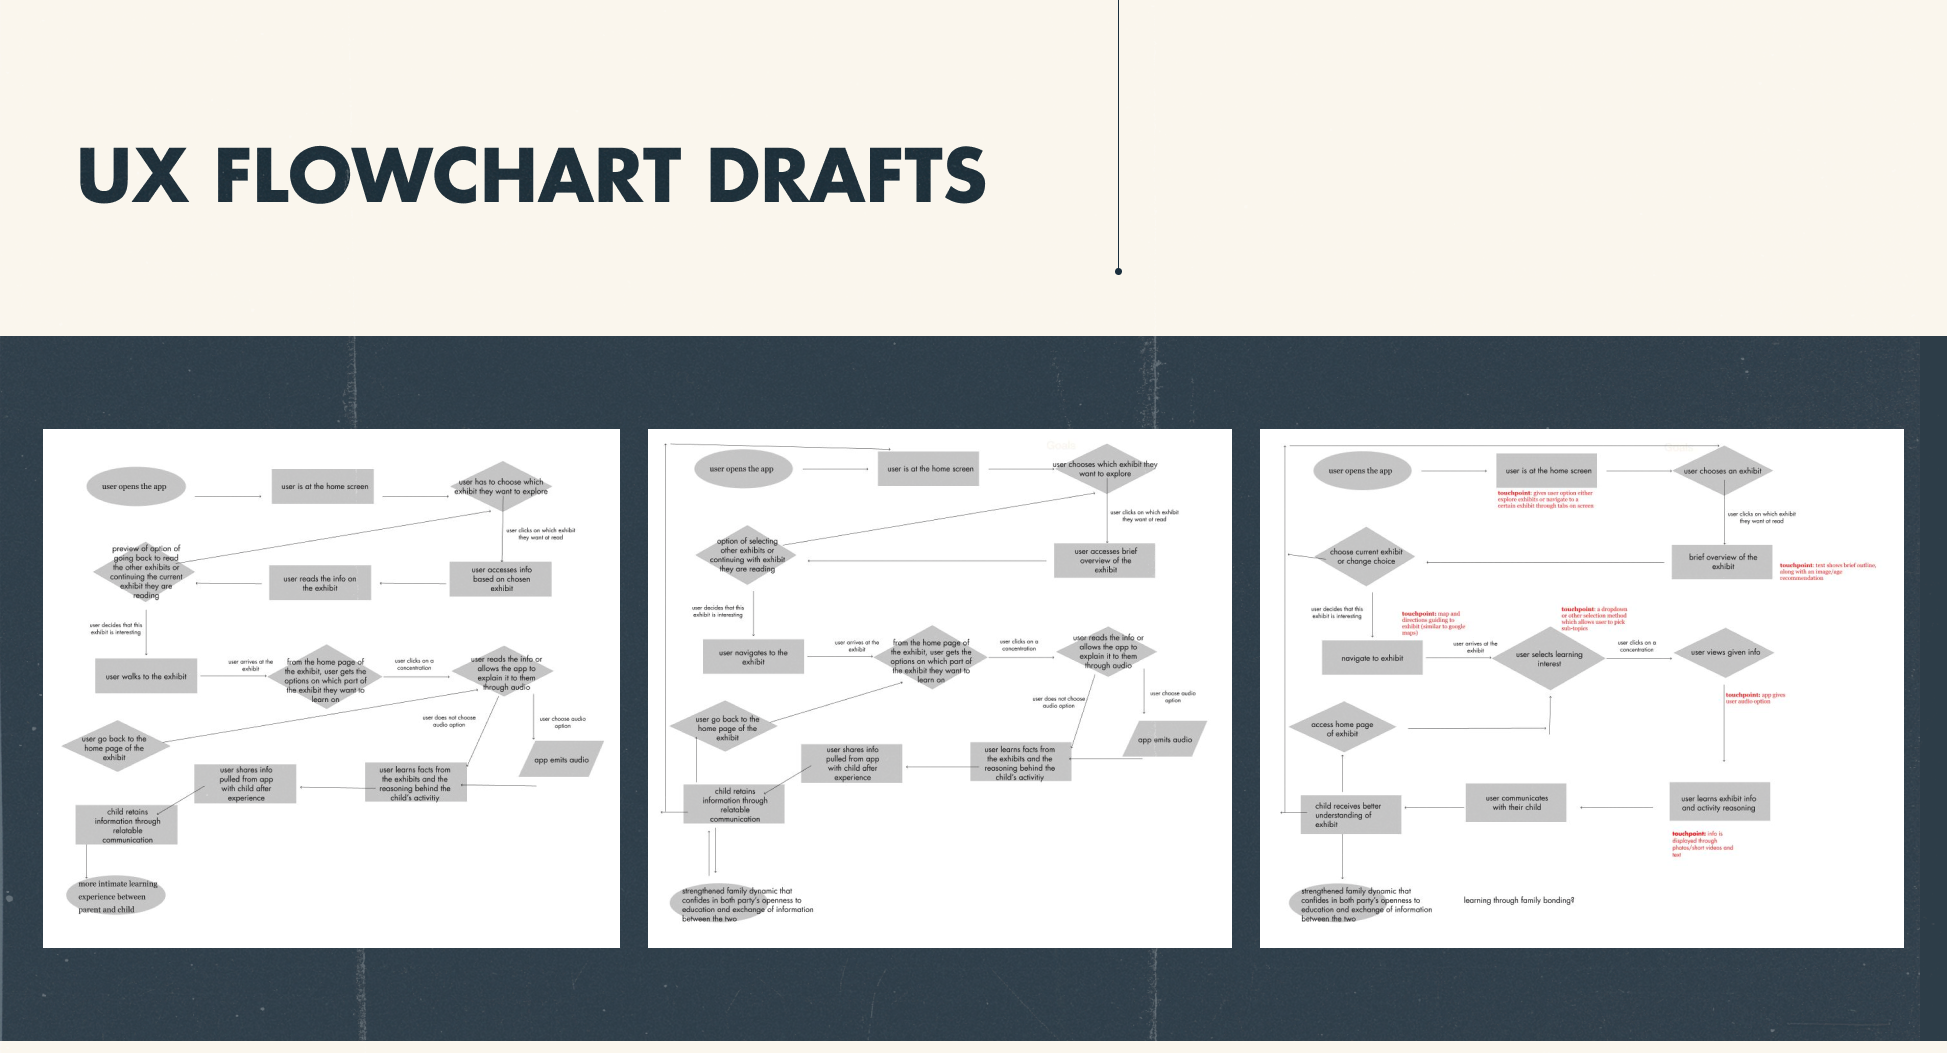 UX FLOWCHART DRAFTS
user opens the app
user is at the home screen
user has to choose which
exhibit they want to explore
user clicks on which exhibit
they want ot read
preview of option of
going back to read
the other exhibits or
continuing the current
exhibit they are
reading
user reads the info on
the exhibit
user accesses info
based on chosen
exhibit
user decides that this
exhibit is interesting
user walks to the exhibit
user arrives at the
exhibit
from the home page of
the exhibit, user gets the
options on which part of
the exhibit they want to
learn on
user clicks on a
concentration
user reads the info or
allows the app to
explain it to them
through audio
user does not choose
audio option
user choose audio
option
user go back to the
home page of the
exhibit
app emits audio
user shares info
pulled from app
with child after
experience
user learns facts from
the exhibits and the
reasoning behind the
child's activitiy
child retains
information through
relatable
communication
more intimate learning
experience between
parent and child
user opens the app
user is at the home screen
user chooses which exhibit they
want to explore
user clicks on which exhibit
they want ot read
option of selecting
other exhibits or
continuing with exhibit
they are reading
user accesses brief
overview of the
exhibit
user decides that this
exhibit is interesting
user navigates to the
exhibit
user arrives at the
exhibit
from the home page of
the exhibit, user gets the
options on which part of
the exhibit they want to
learn on
user clicks on a
concentration
user reads the info or
allows the app to
explain it to them
through audio
user does not choose
audio option
user choose audio
option
user go back to the
home page of the
exhibit
app emits audio
user shares info
pulled from app
with child after
experience
user learns facts from
the exhibits and the
reasoning behind the
child's activitiy
child retains
information through
relatable
communication
strengthened family dynamic that
confides in both party's openness to
education and exchange of information
between the two
user opens the app
user is at the home screen
user chooses an exhibit
touchpoint: gives user option either
explore exhibits or navigate to a
certain exhibit through tabs on screen
user clicks on which exhibit
they want ot read
choose current exhibit
or change choice
brief overview of the
exhibit
touchpoint: text shows brief outline,
along with an image/age
recommendation
user decides that this
exhibit is interesting
touchpoint: map and
directions guiding to
exhibit (similar to google
maps)
touchpoint: a dropdown
or other selection method
which allows user to pick
sub-topics
navigate to exhibit
user arrives at the
exhibit
user selects learning
interest
user clicks on a
concentration
user views given info
touchpoint: app gives
user audio option
access home page
of exhibit
child receives better
understanding of
exhibit
user communicates
with their child
user learns exhibit info
and activity reasoning
touchpoint: info is
displayed through
photos/short videos and
text
strengthened family dynamic that
confides in both party's openness to
education and exchange of information
between the two
learning through family bonding?